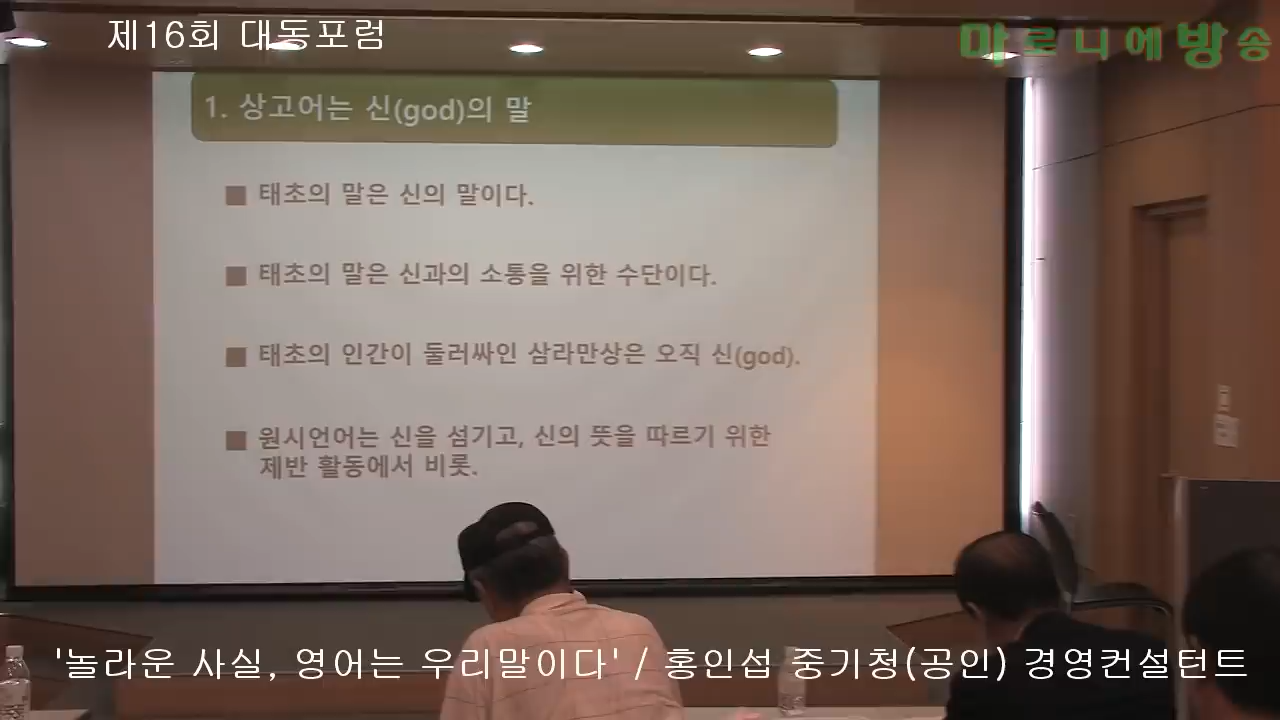 제16회 대동포럼
마로니에방송
1. 상고어는 신(god)의 말
■ 태초의 말은 신의 말이다.
■ 태초의 말은 신과의 소통을 위한 수단이다.
■ 태초의 인간이 둘러싸인 삼라만상은 오직 신(god).
■ 원시언어는 신을 섬기고, 신의 뜻을 따르기 위한
제반 활동에서 비롯.
'놀라운 사실, 영어는 우리말이다' / 홍인섭 중기청(공인) 경영컨설턴트